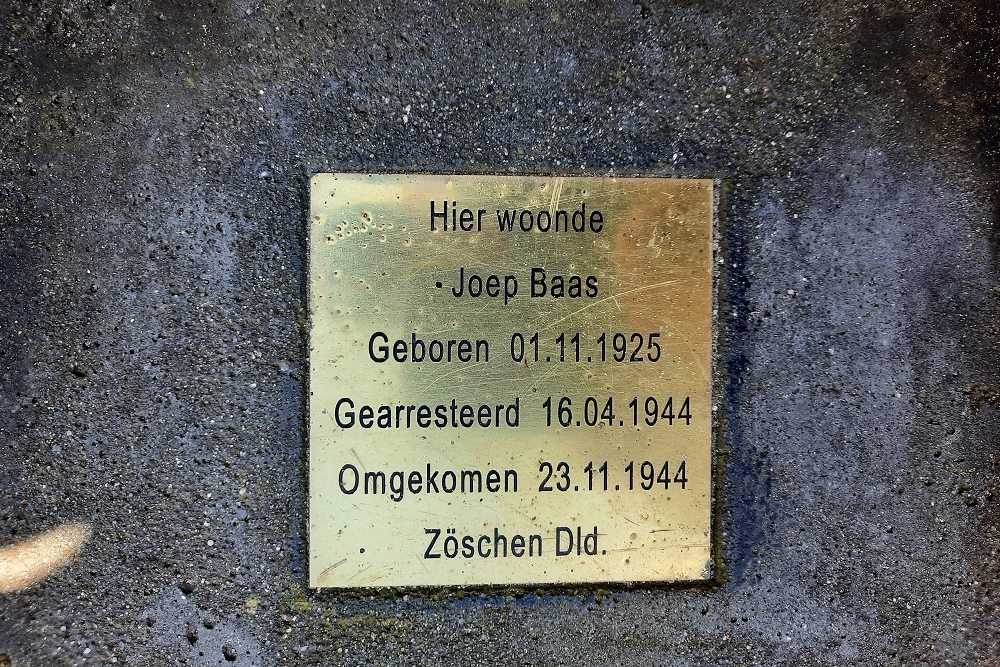 Hier woonde
Joep Baas
Geboren 01.11.1925
Gearresteerd 16.04.1944
Omgekomen 23.11.1944
Zöschen Dld.